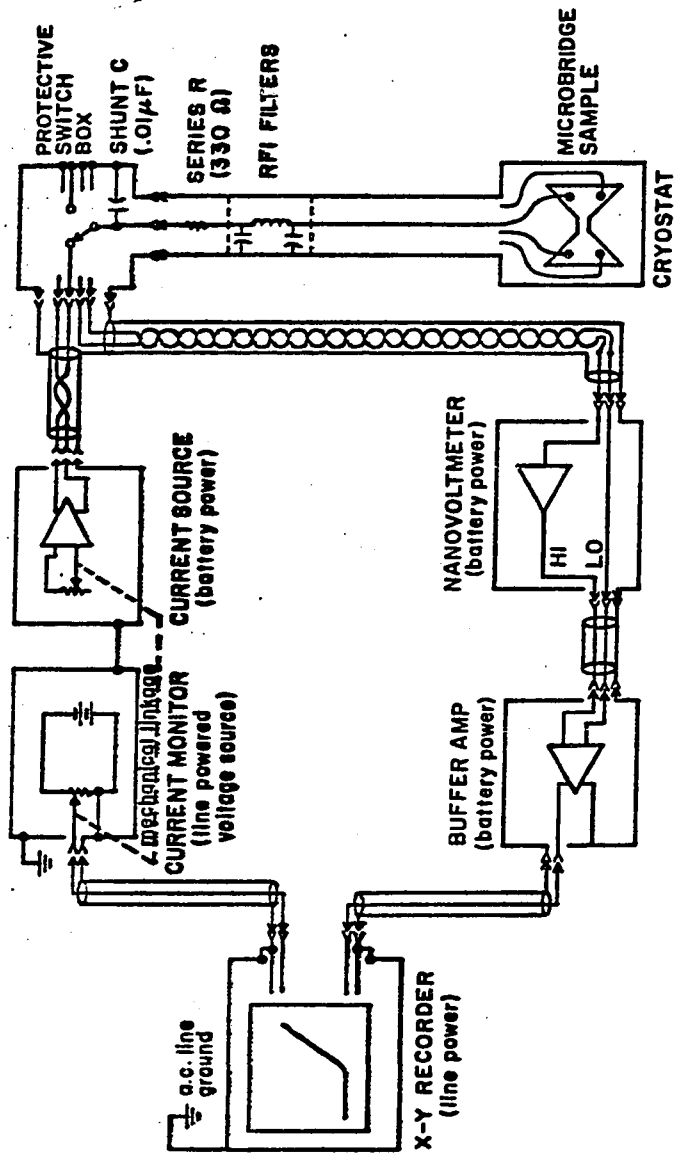 PROTECTIVE
SWITCH
BOX
SHUNT C
(.01µF)
SERIES R
(330 Ω)
RFI FILTERS
MICROBRIDGE
SAMPLE
CRYOSTAT
CURRENT SOURCE
(battery power)
mechanical linkage
CURRENT MONITOR
(line powered
voltage source)
NANOVOLTMETER
(battery power)
HI
LO
BUFFER AMP
(battery power)
a.c. line
ground
X-Y RECORDER
(line power)